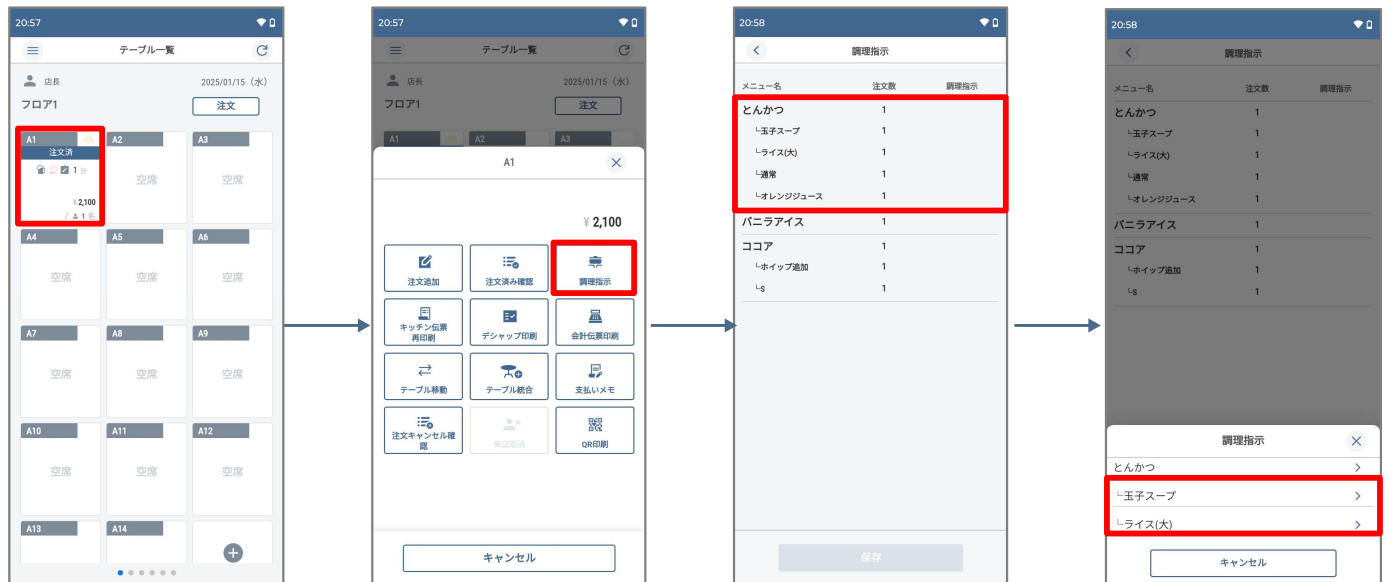 20:57
テーブル一覧
店長
2025/01/15（水）
フロア1
注文
A1
A2
A3
注文済
1 分
空席
空席
¥ 2,100
/ 1 名
A4
A5
A6
空席
空席
空席
A7
A8
A9
空席
空席
空席
A10
A11
A12
空席
空席
空席
A13
A14
20:57
テーブル一覧
店長
2025/01/15（水）
フロア1
注文
A1
A2
A3
A1
¥ 2,100
注文追加
注文済み確認
調理指示
キッチン伝票
再印刷
デシャップ印刷
会計伝票印刷
テーブル移動
テーブル統合
支払いメモ
注文キャンセル確
認
来店取消
QR印刷
キャンセル
20:58
調理指示
メニュー名 注文数 調理指示
とんかつ 1
└玉子スープ 1
└ライス(大) 1
└通常 1
└オレンジジュース 1
バニラアイス 1
ココア 1
└ホイップ追加 1
└S 1
保存
20:58
調理指示
メニュー名 注文数 調理指示
とんかつ 1
└玉子スープ 1
└ライス(大) 1
└通常 1
└オレンジジュース 1
バニラアイス 1
ココア 1
└ホイップ追加 1
└S 1
調理指示
とんかつ
└玉子スープ
└ライス(大)
キャンセル